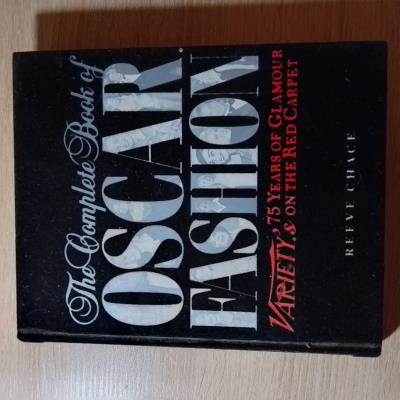 The Complete Book of
OSCAR®
FASHION
VARIETY's 75 YEARS OF GLAMOUR
ON THE RED CARPET
REEVE CHACE